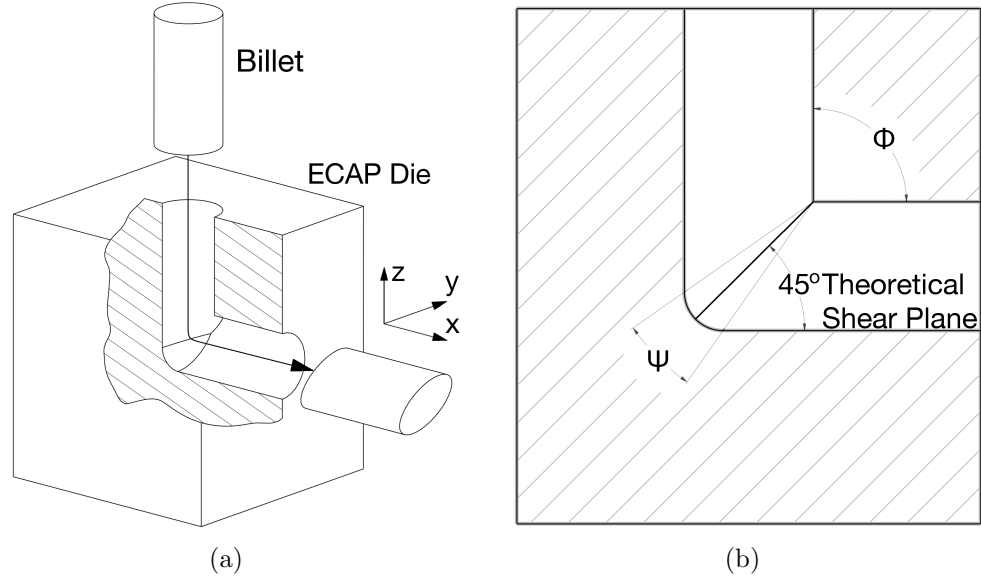 Billet
ECAP Die
z
y
x
(a)
Φ
45°Theoretical
Shear Plane
Ψ
(b)